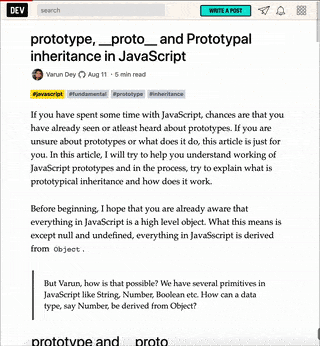 DEV
search
WRITE A POST
prototype, __proto__ and Prototypal
inheritance in JavaScript
Varun Dey Aug 11 · 5 min read
#javascript #fundamental #prototype #inheritance
If you have spent some time with JavaScript, chances are that you
have already seen or atleast heard about prototypes. If you are
unsure about prototypes or what does it do, this article is just for
you. In this article, I will try to help you understand working of
JavaScript prototypes and in the process, try to explain what is
prototypical inheritance and how does it work.
Before beginning, I hope that you are already aware that
everything in JavaScript is a high level object. What this means is
except null and undefined, everything in JavaSscript is derived
from Object.
But Varun, how is that possible? We have several primitives in
JavaScript like String, Number, Boolean etc. How can a data
type, say Number, be derived from Object?
prototype and __proto__